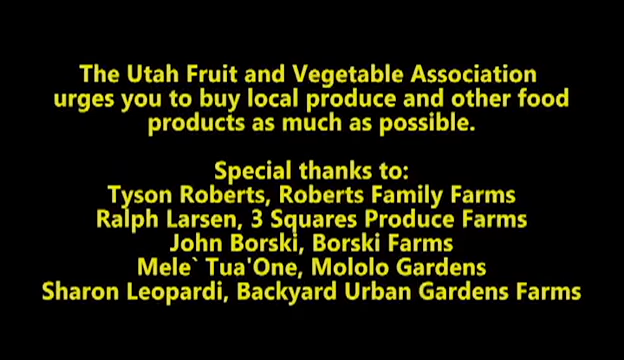 The Utah Fruit and Vegetable Association
urges you to buy local produce and other food
products as much as possible.
Special thanks to:
Tyson Roberts, Roberts Family Farms
Ralph Larsen, 3 Squares Produce Farms
John Borski, Borski Farms
Mele` Tua'One, Mololo Gardens
Sharon Leopardi, Backyard Urban Gardens Farms